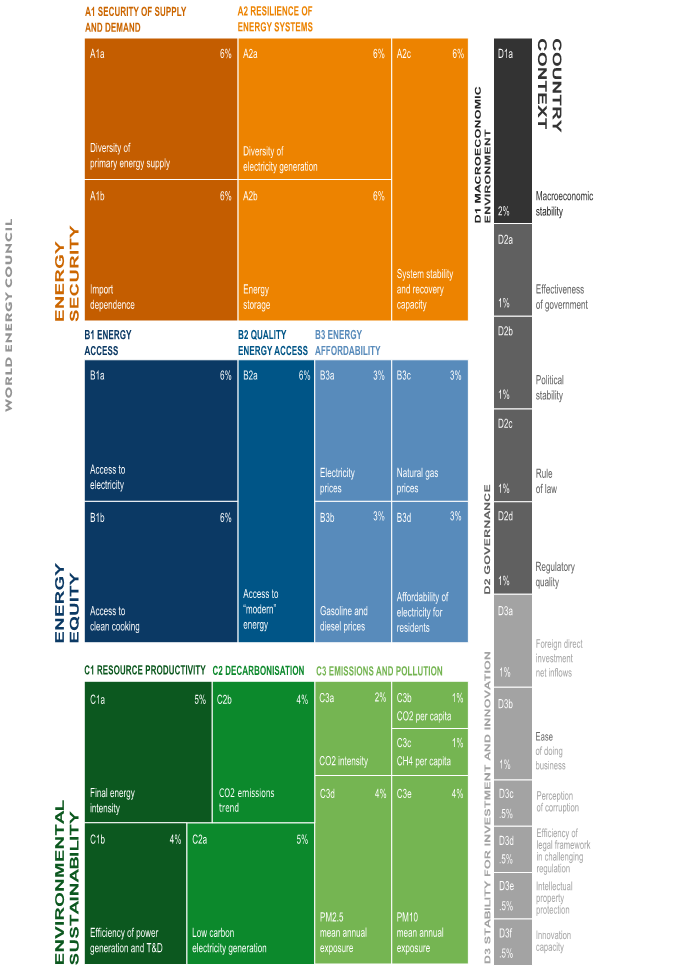 WORLD ENERGY COUNCIL
A1 SECURITY OF SUPPLY
AND DEMAND
A2 RESILIENCE OF
ENERGY SYSTEMS
ENERGY
SECURITY
A1a 6%
Diversity of
primary energy supply
A2a 6%
Diversity of
electricity generation
A2c 6%
System stability
and recovery
capacity
A1b 6%
Import
dependence
A2b 6%
Energy
storage
B1 ENERGY
ACCESS
B2 QUALITY
ENERGY ACCESS
B3 ENERGY
AFFORDABILITY
ENERGY
EQUITY
B1a 6%
Access to
electricity
B2a 6%
Access to
“modern”
energy
B3a 3%
Electricity
prices
B3c 3%
Natural gas
prices
B1b 6%
Access to
clean cooking
B3b 3%
Gasoline and
diesel prices
B3d 3%
Affordability of
electricity for
residents
C1 RESOURCE PRODUCTIVITY
C2 DECARBONISATION
C3 EMISSIONS AND POLLUTION
ENVIRONMENTAL
SUSTAINABILITY
C1a 5%
Final energy
intensity
C2b 4%
CO2 emissions
trend
C3a 2%
CO2 intensity
C3b 1%
CO2 per capita
C3c 1%
CH4 per capita
C1b 4%
Efficiency of power
generation and T&D
C2a 5%
Low carbon
electricity generation
C3d 4%
PM2.5
mean annual
exposure
C3e 4%
PM10
mean annual
exposure
COUNTRY
CONTEXT
D1 MACROECONOMIC
ENVIRONMENT
D1a
2%
Macroeconomic
stability
D2 GOVERNANCE
D2a
1%
Effectiveness
of government
D2b
1%
Political
stability
D2c
1%
Rule
of law
D2d
1%
Regulatory
quality
D3 STABILITY FOR INVESTMENT AND INNOVATION
D3a
1%
Foreign direct
investment
net inflows
D3b
1%
Ease
of doing
business
D3c
.5%
Perception
of corruption
D3d
.5%
Efficiency of
legal framework
in challenging
regulation
D3e
.5%
Intellectual
property
protection
D3f
.5%
Innovation
capacity